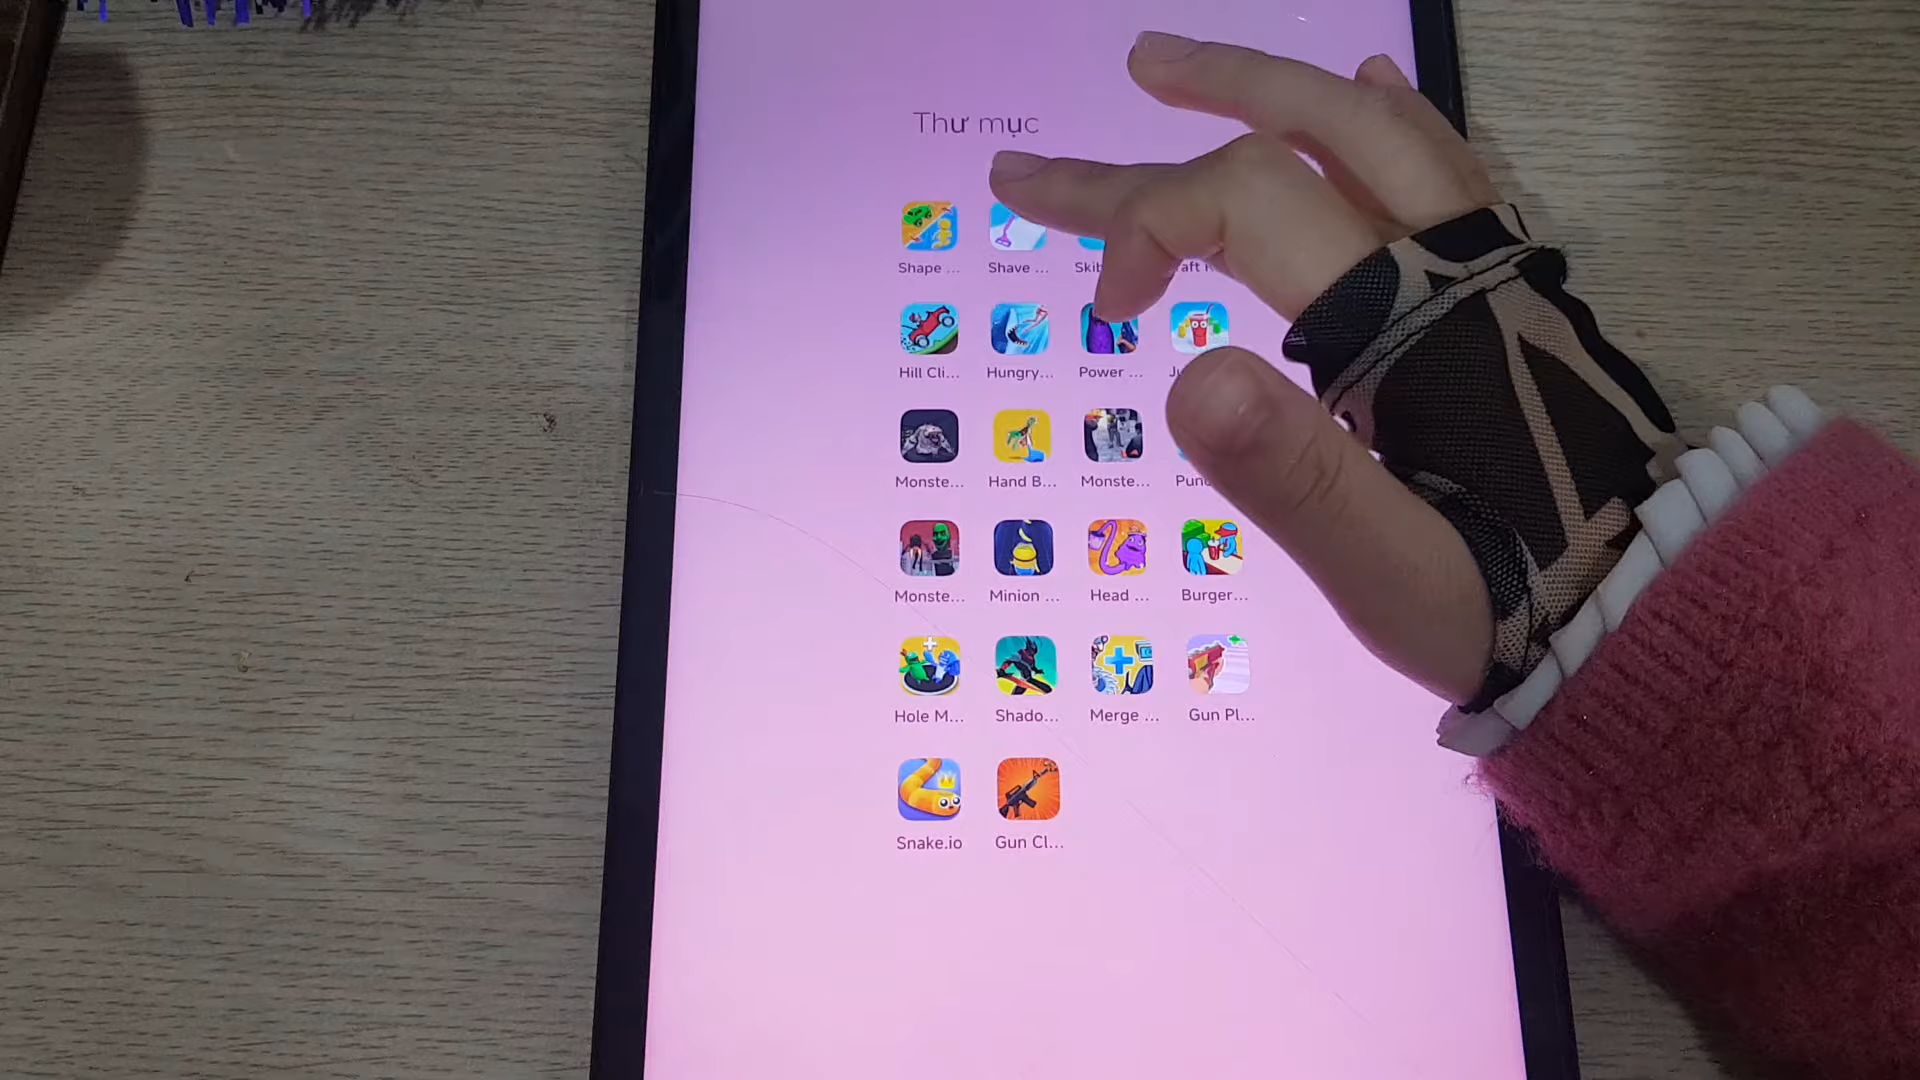 Thư mục
Shape ... Shave ...
Hill Cli... Hungry... Power ...
Monste... Hand B... Monste...
Monste... Minion ... Head ... Burger...
Hole M... Shado... Merge ... Gun Pl...
Snake.io Gun Cl...